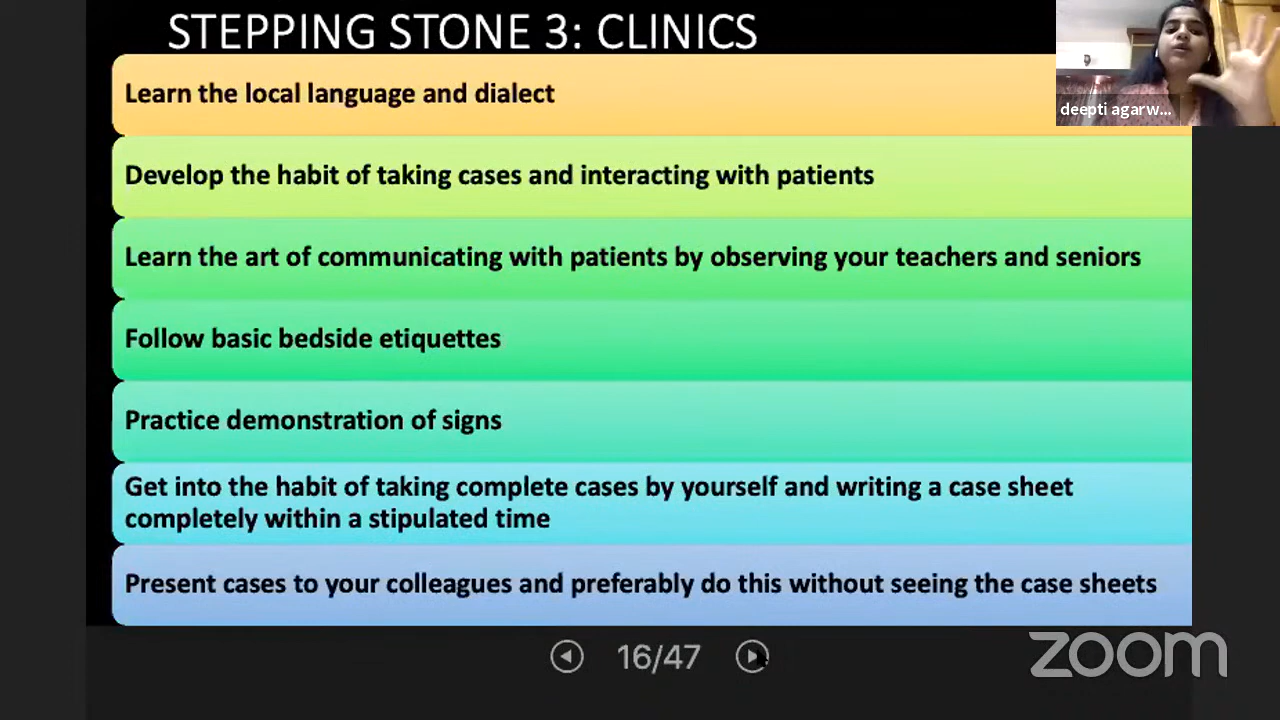 STEPPING STONE 3: CLINICS
deepti agarw...
Learn the local language and dialect
Develop the habit of taking cases and interacting with patients
Learn the art of communicating with patients by observing your teachers and seniors
Follow basic bedside etiquettes
Practice demonstration of signs
Get into the habit of taking complete cases by yourself and writing a case sheet
completely within a stipulated time
Present cases to your colleagues and preferably do this without seeing the case sheets
16/47
zoom